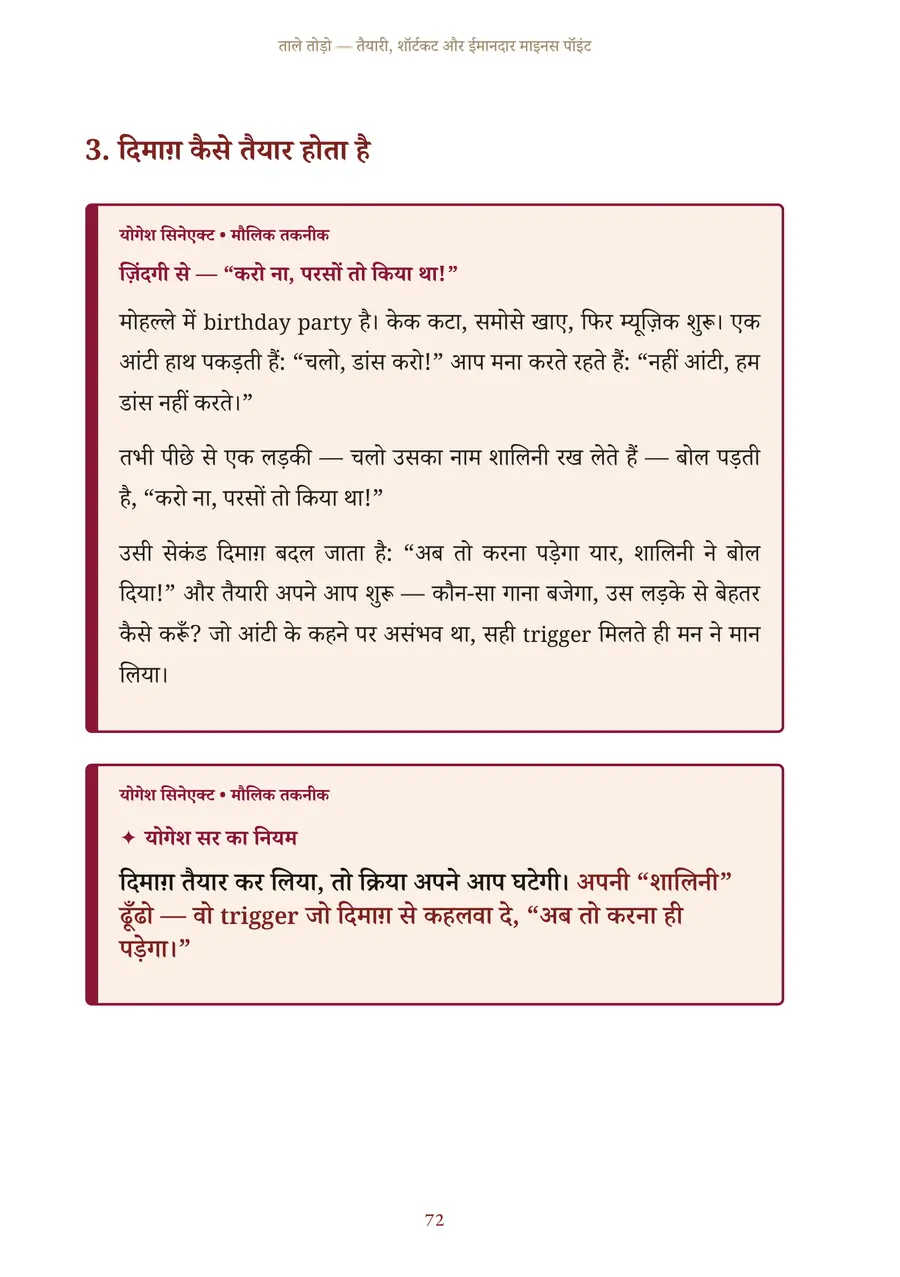 ताले तोड़ो — तैयारी, शॉर्टकट और ईमानदार माइनस पॉइंट
3. दिमाग़ कैसे तैयार होता है
योगेश सिनेएक्ट • मौलिक तकनीक
ज़िंदगी से — “करो ना, परसों तो किया था!”
मोहल्ले में birthday party है। केक कटा, समोसे खाए, फिर म्यूज़िक शुरू। एक
आंटी हाथ पकड़ती हैं: “चलो, डांस करो!” आप मना करते रहते हैं: “नहीं आंटी, हम
डांस नहीं करते।”
तभी पीछे से एक लड़की — चलो उसका नाम शालिनी रख लेते हैं — बोल पड़ती
है, “करो ना, परसों तो किया था!”
उसी सेकंड दिमाग़ बदल जाता है: “अब तो करना पड़ेगा यार, शालिनी ने बोल
दिया!” और तैयारी अपने आप शुरू — कौन-सा गाना बजेगा, उस लड़के से बेहतर
कैसे करूँ? जो आंटी के कहने पर असंभव था, सही trigger मिलते ही मन ने मान
लिया।
योगेश सिनेएक्ट • मौलिक तकनीक
✦ योगेश सर का नियम
दिमाग़ तैयार कर लिया, तो क्रिया अपने आप घटेगी। अपनी “शालिनी”
ढूँढो — वो trigger जो दिमाग़ से कहलवा दे, “अब तो करना ही
पड़ेगा।”
72